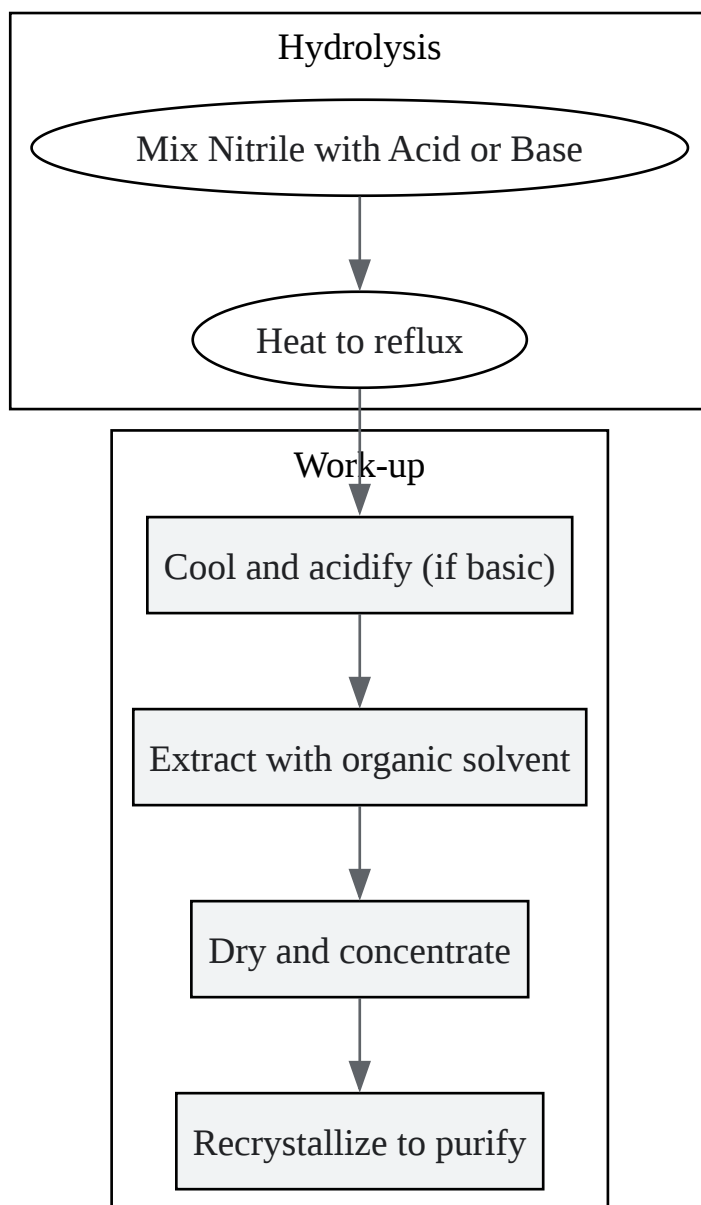 Hydrolysis
Mix Nitrile with Acid or Base
Heat to reflux
Work-up
Cool and acidify (if basic)
Extract with organic solvent
Dry and concentrate
Recrystallize to purify